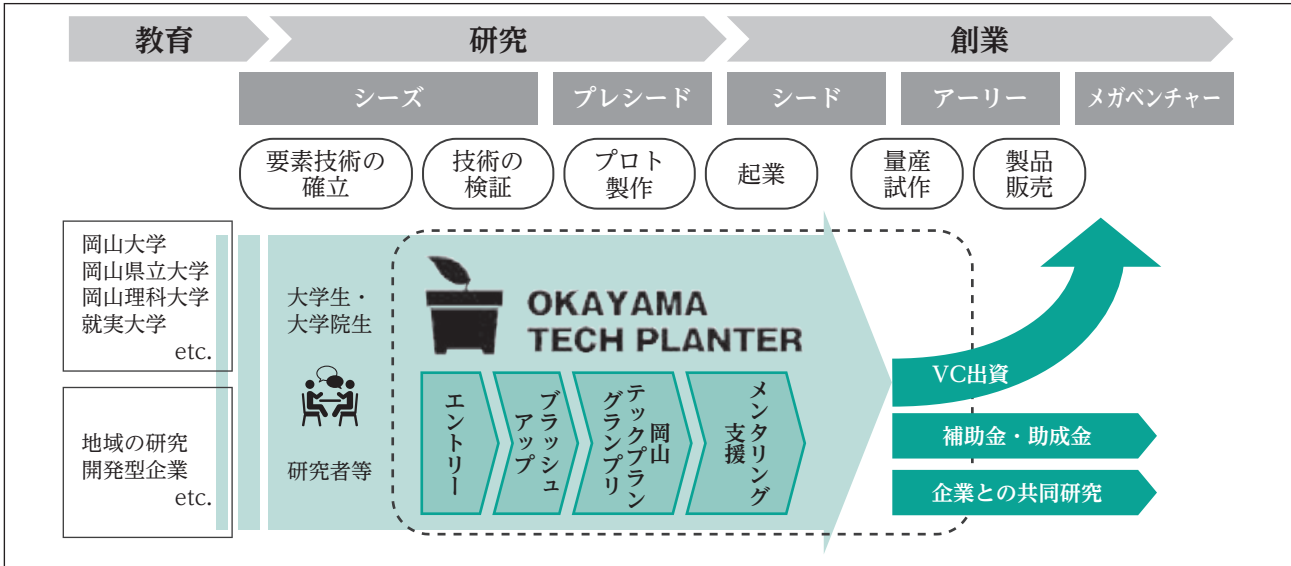 教育
研究
創業
シーズ
プレシード
シード
アーリー
メガベンチャー
要素技術の
確立
技術の
検証
プロト
製作
起業
量産
試作
製品
販売
岡山大学
岡山県立大学
岡山理科大学
就実大学
etc.
地域の研究
開発型企業
etc.
大学生・
大学院生
研究者等
OKAYAMA
TECH PLANTER
エントリー
ブラッシュ
アップ
岡山
テックプラン
グランプリ
メンタリング
支援
VC出資
補助金・助成金
企業との共同研究